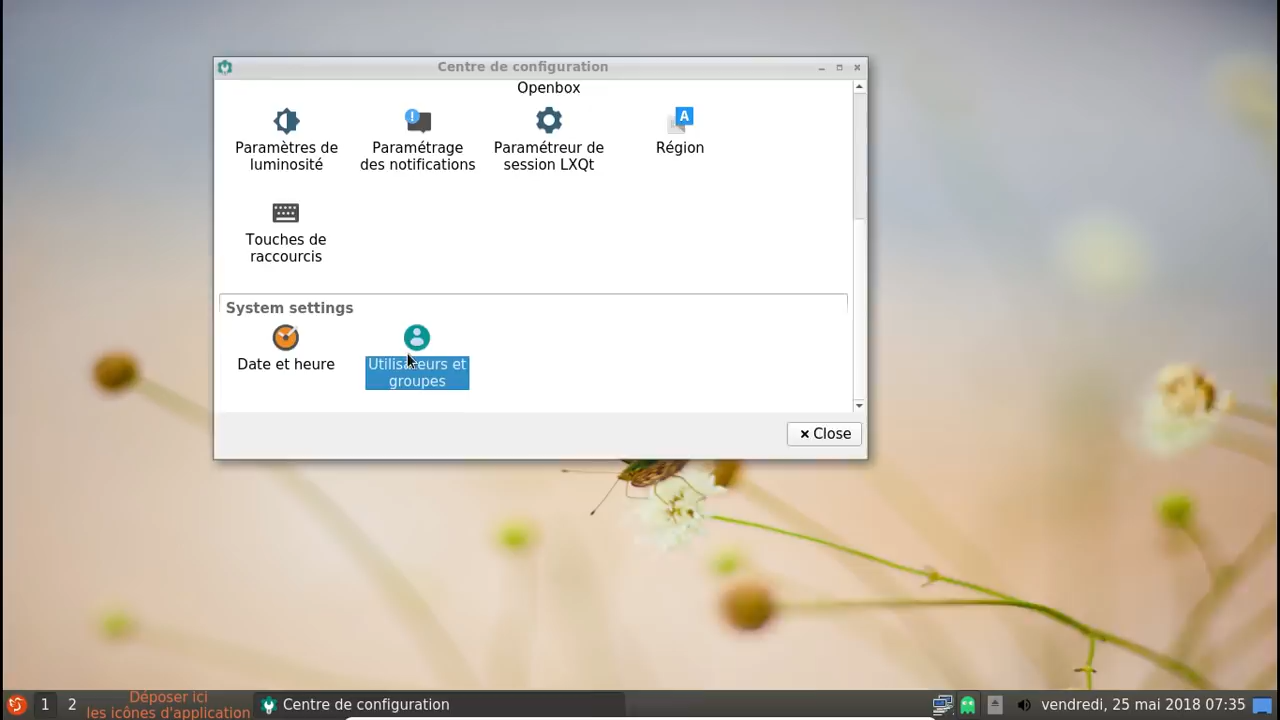 Centre de configuration
Openbox
Paramètres de
luminosité
Paramétrage
des notifications
Paramétreur de
session LXQt
A
Région
Touches de
raccourcis
System settings
Date et heure
Utilisateurs et
groupes
Close
1
2
Déposer ici
les icônes d'application
Centre de configuration
vendredi, 25 mai 2018 07:35